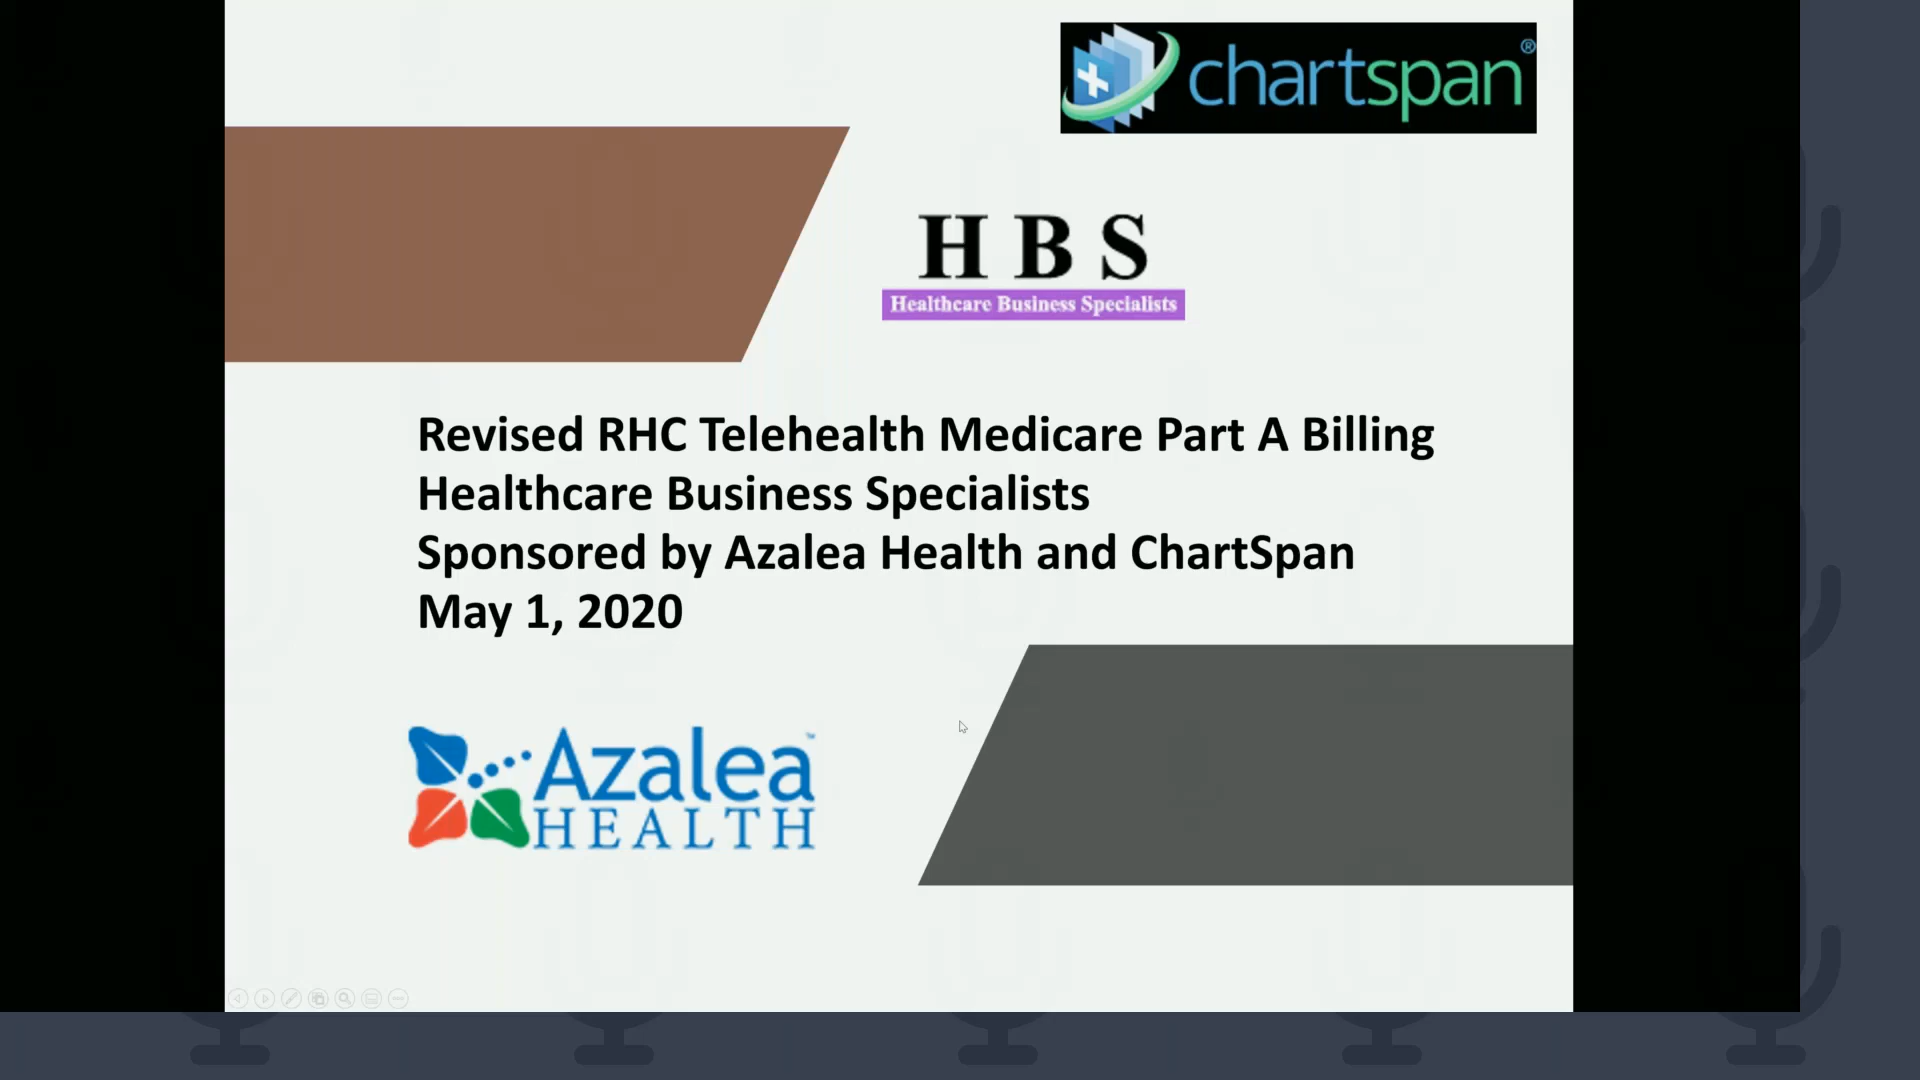 chartspan®
H B S
Healthcare Business Specialists
Revised RHC Telehealth Medicare Part A Billing
Healthcare Business Specialists
Sponsored by Azalea Health and ChartSpan
May 1, 2020
Azalea™
HEALTH